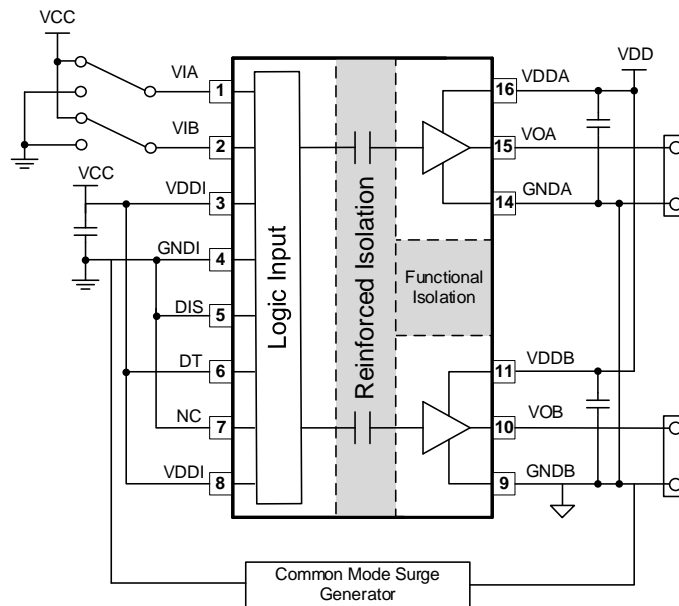 VCC
VIA
1
VIB
2
VCC
VDDI
3
GNDI
4
DIS
5
DT
6
NC
7
VDDI
8
Logic Input
Reinforced Isolation
Functional
Isolation
VDD
16
VDDA
15
VOA
14
GNDA
11
VDDB
10
VOB
9
GNDB
Common Mode Surge
Generator